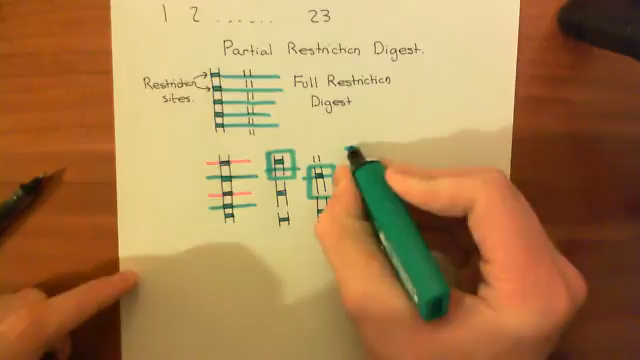 1 2 ........ 23
Partial Restriction Digest.
Restriction
sites.
Full Restriction
Digest